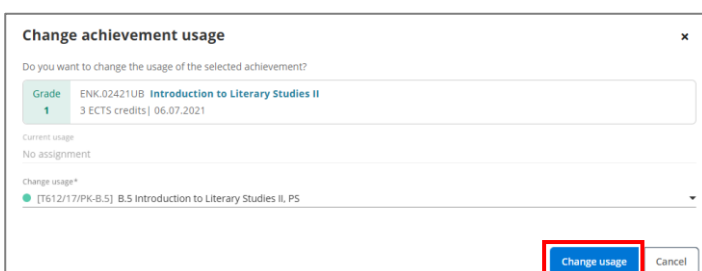 Change achievement usage ×
Do you want to change the usage of the selected achievement?
Grade ENK.02421UB Introduction to Literary Studies II
1 3 ECTS credits| 06.07.2021
Current usage
No assignment
Change usage*
[T612/17/PK-B.5] B.5 Introduction to Literary Studies II, PS
Change usage Cancel